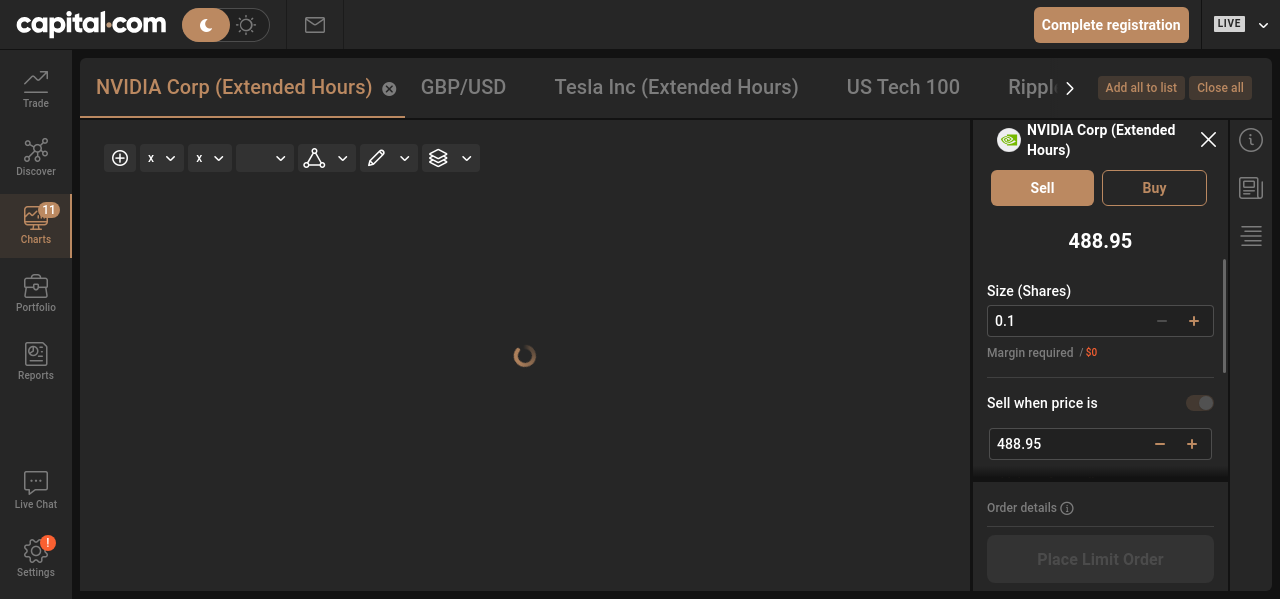 capital.com
Complete registration
LIVE
Trade
Discover
11
Charts
Portfolio
Reports
Live Chat
!
Settings
NVIDIA Corp (Extended Hours)
GBP/USD
Tesla Inc (Extended Hours)
US Tech 100
Ripple
Add all to list
Close all
x
x
NVIDIA Corp (Extended
Hours)
Sell
Buy
488.95
Size (Shares)
0.1
Margin required / $0
Sell when price is
488.95
Order details
Place Limit Order